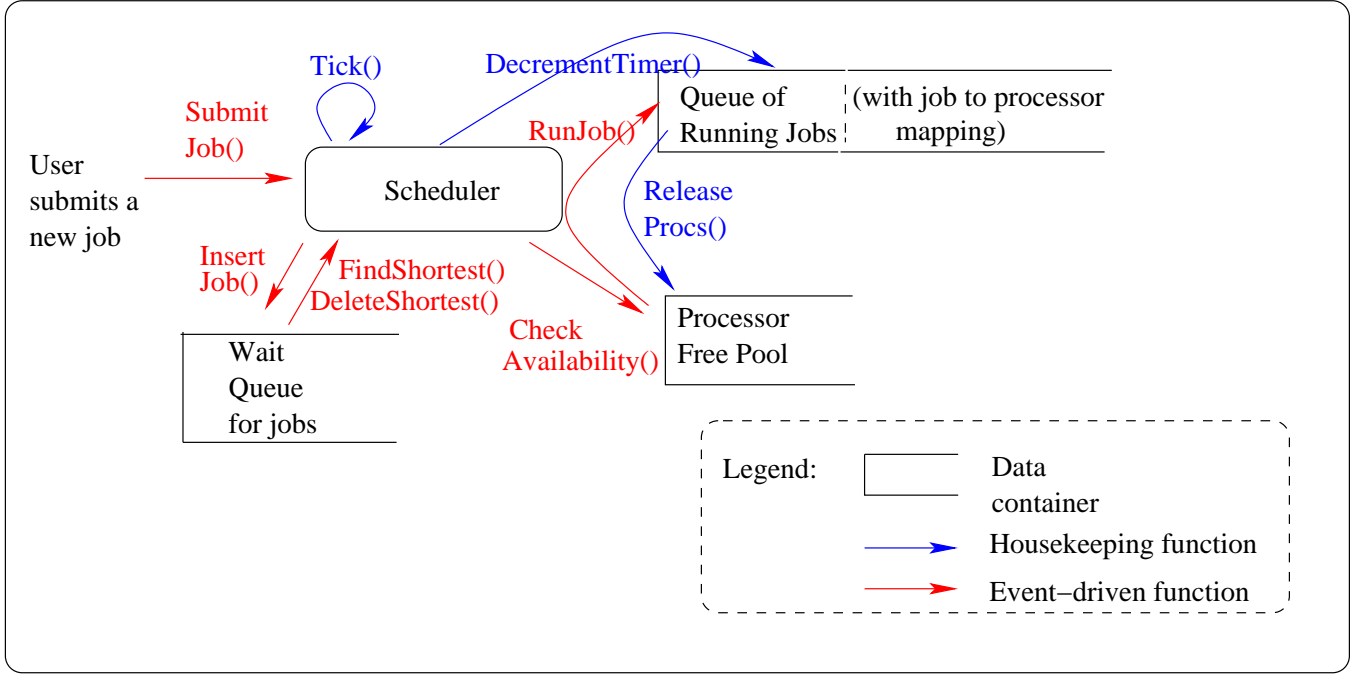 Tick()
DecrementTimer()
Submit
Job()
User
submits a
new job
Scheduler
RunJob()
Queue of
Running Jobs
(with job to processor
mapping)
Release
Procs()
Insert
Job()
FindShortest()
DeleteShortest()
Check
Availability()
Processor
Free Pool
Wait
Queue
for jobs
Legend:
Data
container
Housekeeping function
Event−driven function